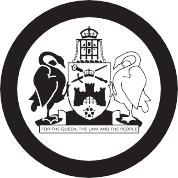 FOR THE QUEEN, THE LAW, AND THE PEOPLE